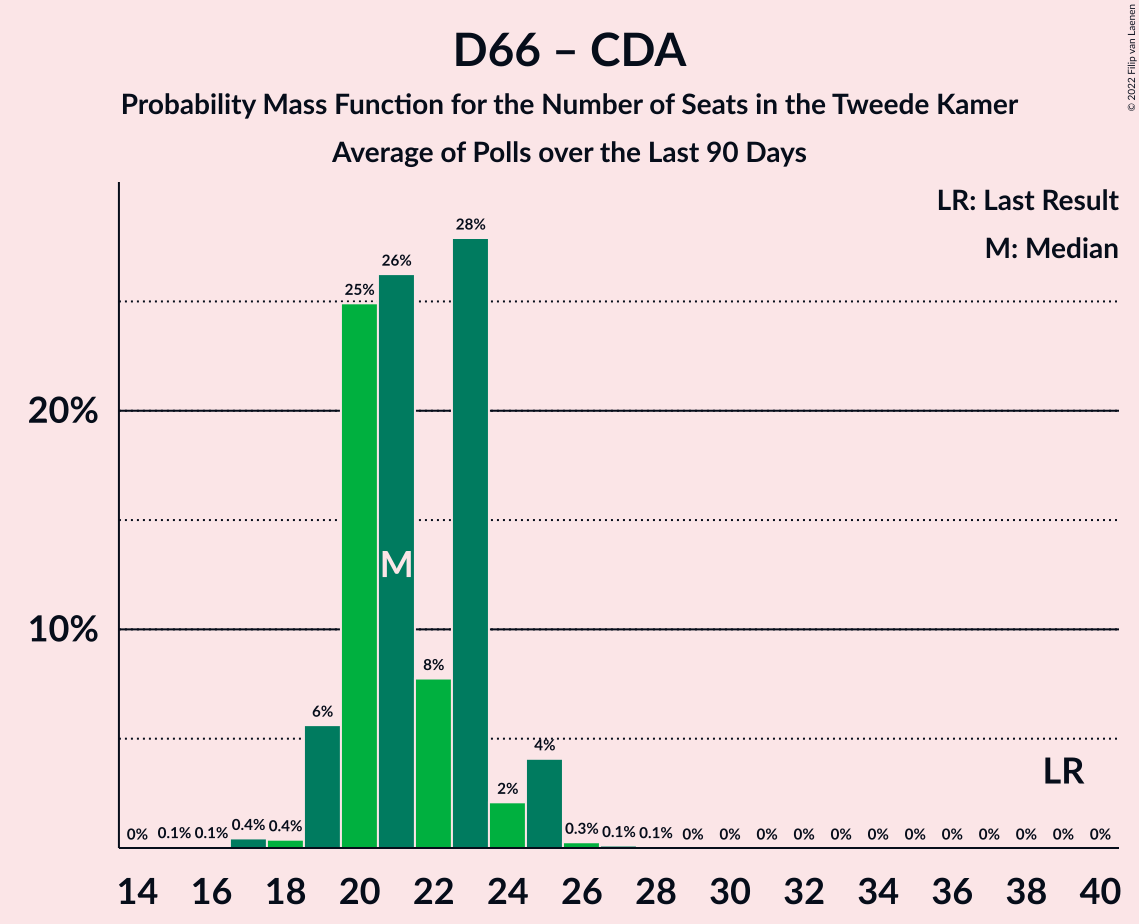 D66 – CDA
Probability Mass Function for the Number of Seats in the Tweede Kamer
Average of Polls over the Last 90 Days
© 2022 Filip van Laenen
LR: Last Result
M: Median
28%
26%
25%
20%
M
10%
8%
6%
4%
LR
2%
0% 0.1% 0.1% 0.4% 0.4% 0.3% 0.1% 0.1% 0% 0% 0% 0% 0% 0% 0% 0% 0% 0% 0% 0%
14 16 18 20 22 24 26 28 30 32 34 36 38 40